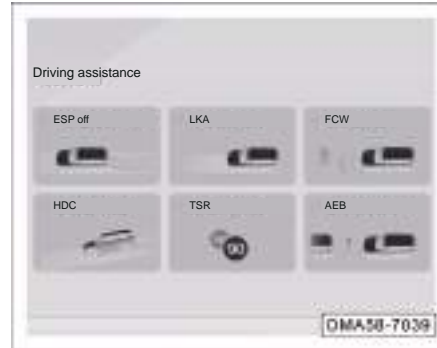 Driving assistance
ESP off LKA FCW
HDC TSR AEB
DMA58-7039